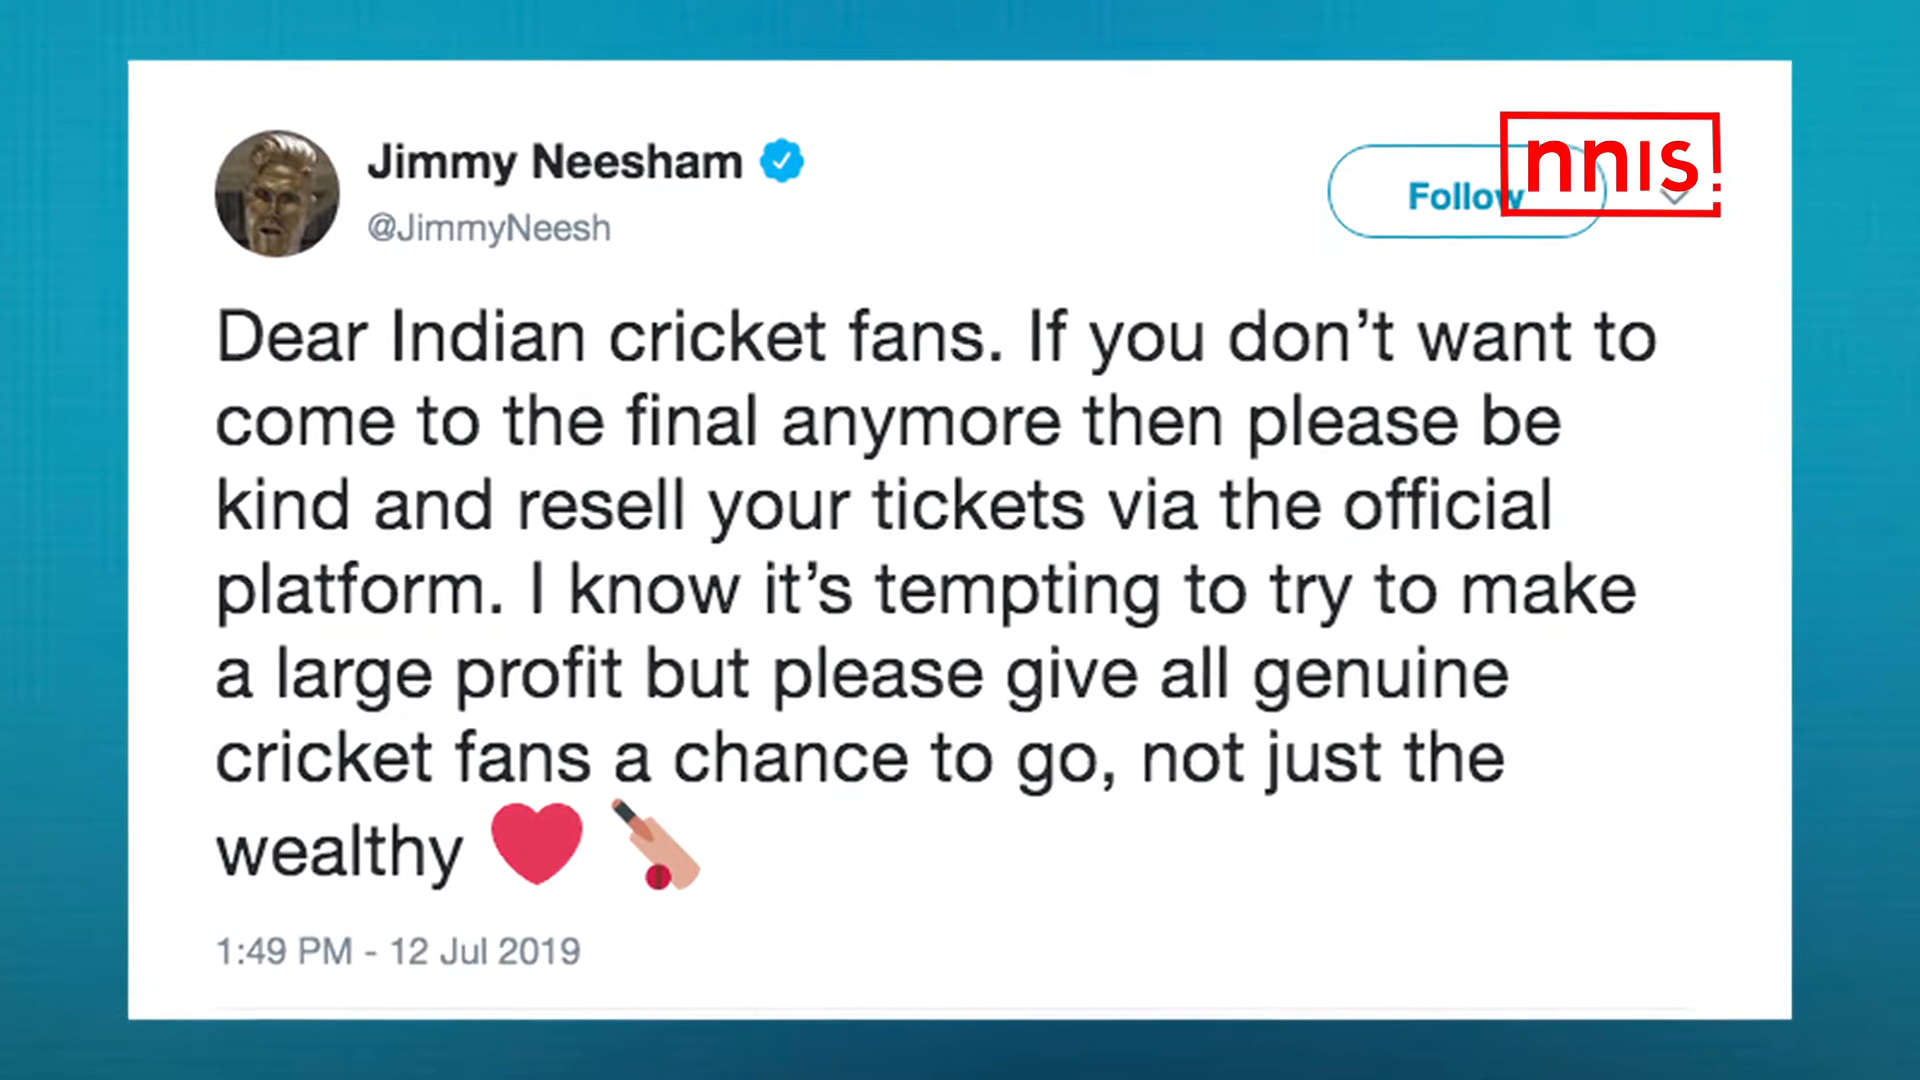 Jimmy Neesham
@JimmyNeesh
Follow
nnis!
Dear Indian cricket fans. If you don’t want to
come to the final anymore then please be
kind and resell your tickets via the official
platform. I know it’s tempting to try to make
a large profit but please give all genuine
cricket fans a chance to go, not just the
wealthy ❤️ 🏏
1:49 PM - 12 Jul 2019